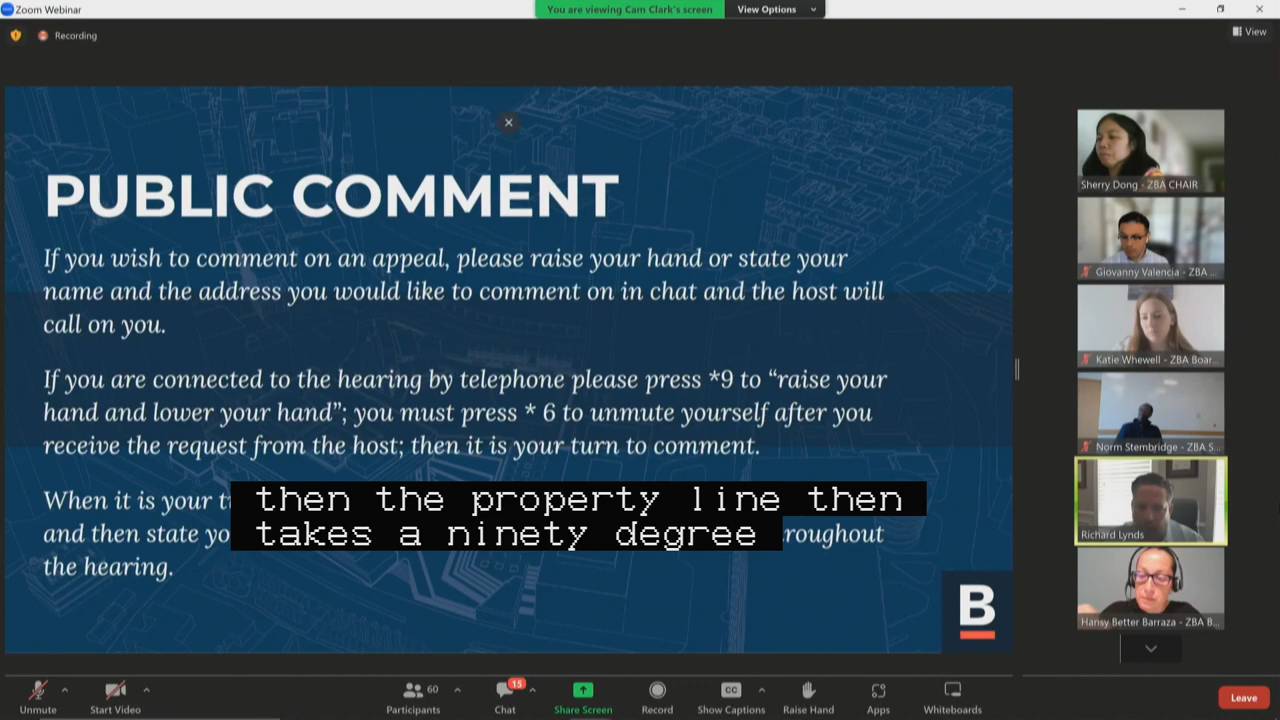 Zoom Webinar
You are viewing Cam Clark's screen
View Options
Recording
View
PUBLIC COMMENT
If you wish to comment on an appeal, please raise your hand or state your
name and the address you would like to comment on in chat and the host will
call on you.
If you are connected to the hearing by telephone please press *9 to “raise your
hand and lower your hand”; you must press * 6 to unmute yourself after you
receive the request from the host; then it is your turn to comment.
When it is your
and then state
the hearing.
then the property line then
takes a ninety degree
B
Sherry Dong - ZBA CHAIR
Giovanny Valencia - ZBA ...
Katie Whewell - ZBA Boar...
Norm Stembridge - ZBA S...
Richard Lynds
Hansy Better Barraza - ZBA B...
Unmute
Start Video
60
Participants
15
Chat
Share Screen
Record
CC
Show Captions
Raise Hand
Apps
Whiteboards
Leave